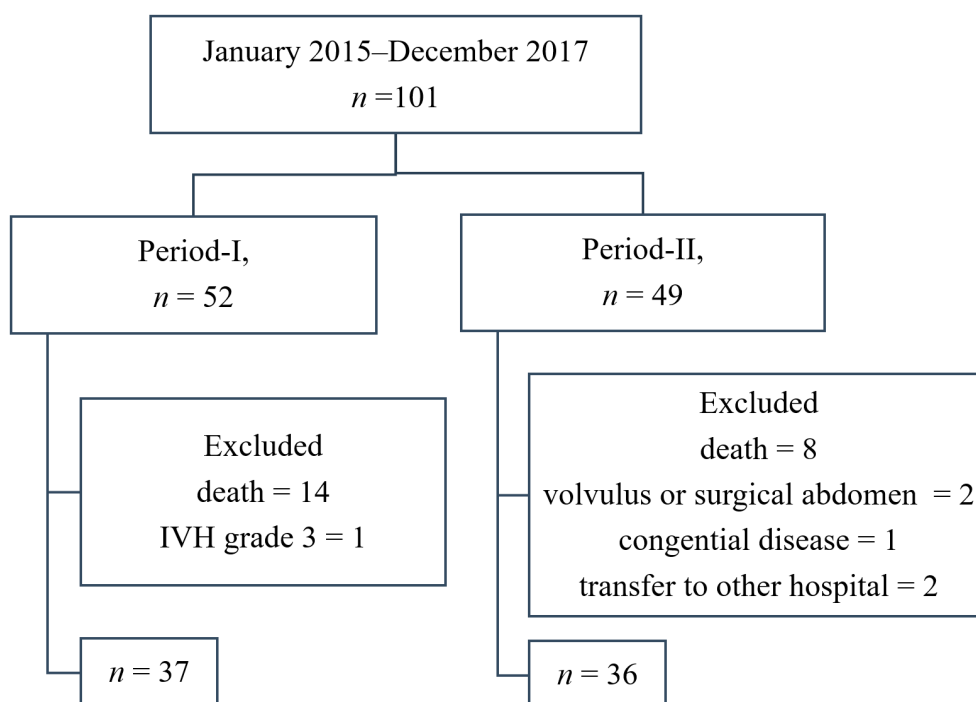 January 2015–December 2017
n =101
Period-I,
n = 52
Period-II,
n = 49
Excluded
death = 14
IVH grade 3 = 1
Excluded
death = 8
volvulus or surgical abdomen = 2
congential disease = 1
transfer to other hospital = 2
n = 37
n = 36